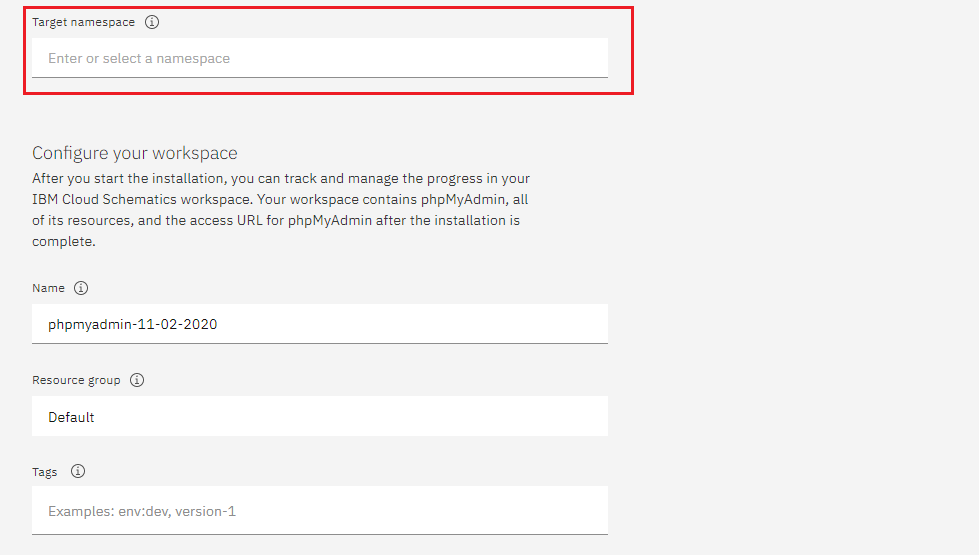 Target namespace
Enter or select a namespace
Configure your workspace
After you start the installation, you can track and manage the progress in your
IBM Cloud Schematics workspace. Your workspace contains phpMyAdmin, all
of its resources, and the access URL for phpMyAdmin after the installation is
complete.
Name
phpmyadmin-11-02-2020
Resource group
Default
Tags
Examples: env:dev, version-1